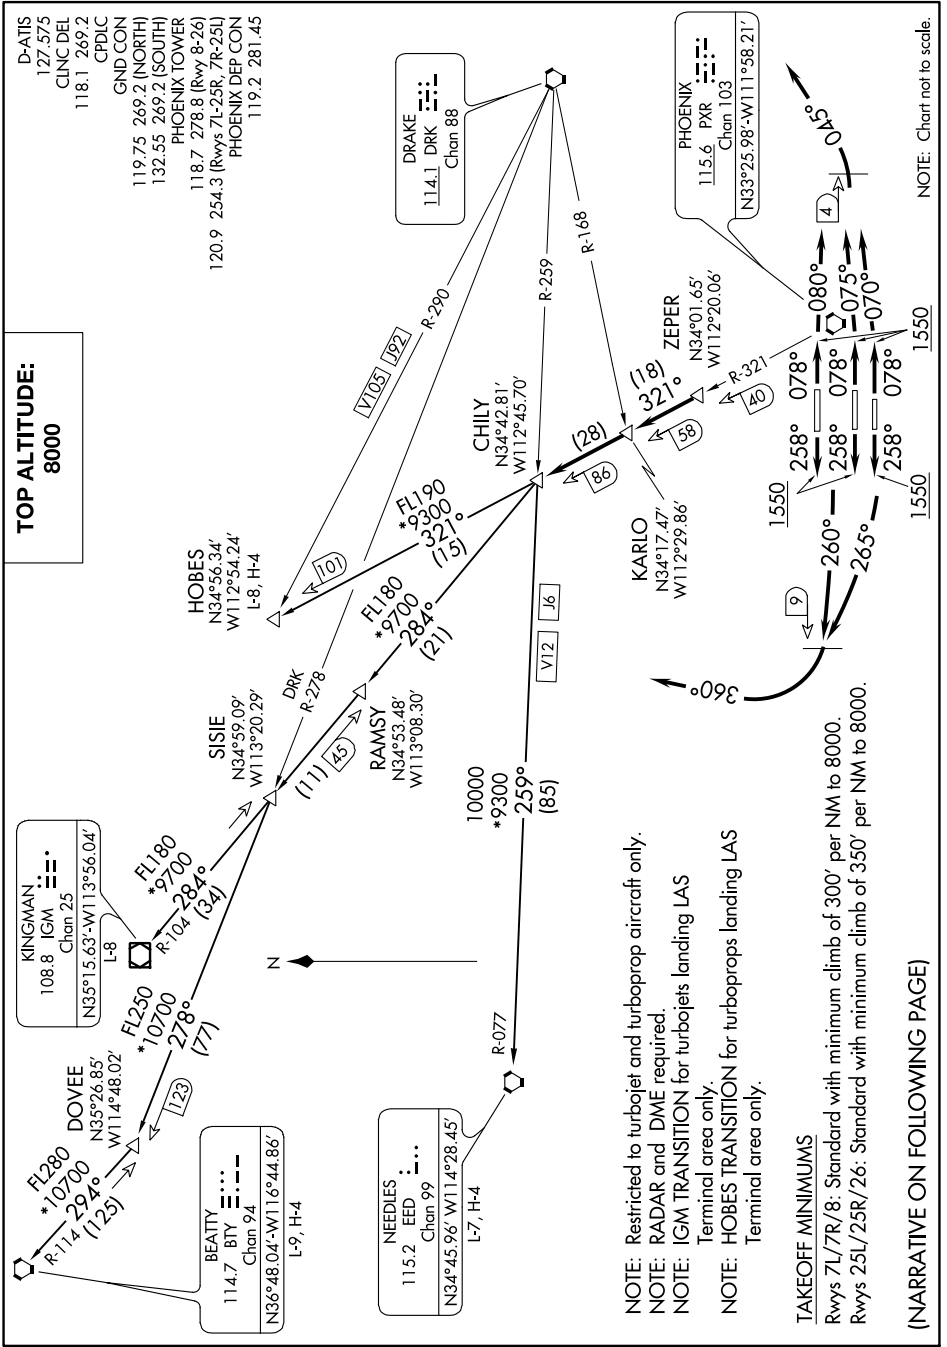 TOP ALTITUDE:
8000
D-ATIS
127.575
CLNC DEL
118.1 269.2
CPDLC
GND CON
119.75 269.2 (NORTH)
132.55 269.2 (SOUTH)
PHOENIX TOWER
118.7 278.8 (Rwy 8-26)
120.9 254.3 (Rwys 7L-25R, 7R-25L)
PHOENIX DEP CON
119.2 281.45
KINGMAN
108.8 IGM
Chan 25
N35°15.63'-W113°56.04'
L-8
FL280
*10700
294°
(125)
R-114
DOVEE
N35°26.85'
W114°48.02'
123
FL250
*10700
278°
(77)
FL180
*9700
284°
(34)
R-104
SISIE
N34°59.09'
W113°20.29'
HOBES
N34°56.34'
W112°54.24'
L-8, H-4
101
V105
J92
R-290
DRK
R-278
DRAKE
114.1 DRK
Chan 88
R-259
R-168
BEATTY
114.7 BTY
Chan 94
N36°48.04'-W116°44.86'
L-9, H-4
(11)
45
RAMSY
N34°53.48'
W113°08.30'
FL180
*9700
284°
(21)
FL190
*9300
321°
(15)
CHILY
N34°42.81'
W112°45.70'
N
NEEDLES
115.2 EED
Chan 99
N34°45.96' W114°28.45'
L-7, H-4
R-077
10000
*9300
259°
(85)
V12
J6
86
(28)
KARLO
N34°17.47'
W112°29.86'
58
321°
(18)
ZEPER
N34°01.65'
W112°20.06'
40
R-321
PHOENIX
115.6 PXR
Chan 103
N33°25.98'-W111°58.21'
360°
9
260°
265°
1550
258°
258°
258°
1550
078°
078°
078°
1550
080°
075°
070°
4
045°
NOTE: Restricted to turbojet and turboprop aircraft only.
NOTE: RADAR and DME required.
NOTE: IGM TRANSITION for turbojets landing LAS
Terminal area only.
NOTE: HOBES TRANSITION for turboprops landing LAS
Terminal area only.
TAKEOFF MINIMUMS
Rwys 7L/7R/8: Standard with minimum climb of 300' per NM to 8000.
Rwys 25L/25R/26: Standard with minimum climb of 350' per NM to 8000.
(NARRATIVE ON FOLLOWING PAGE)
NOTE: Chart not to scale.